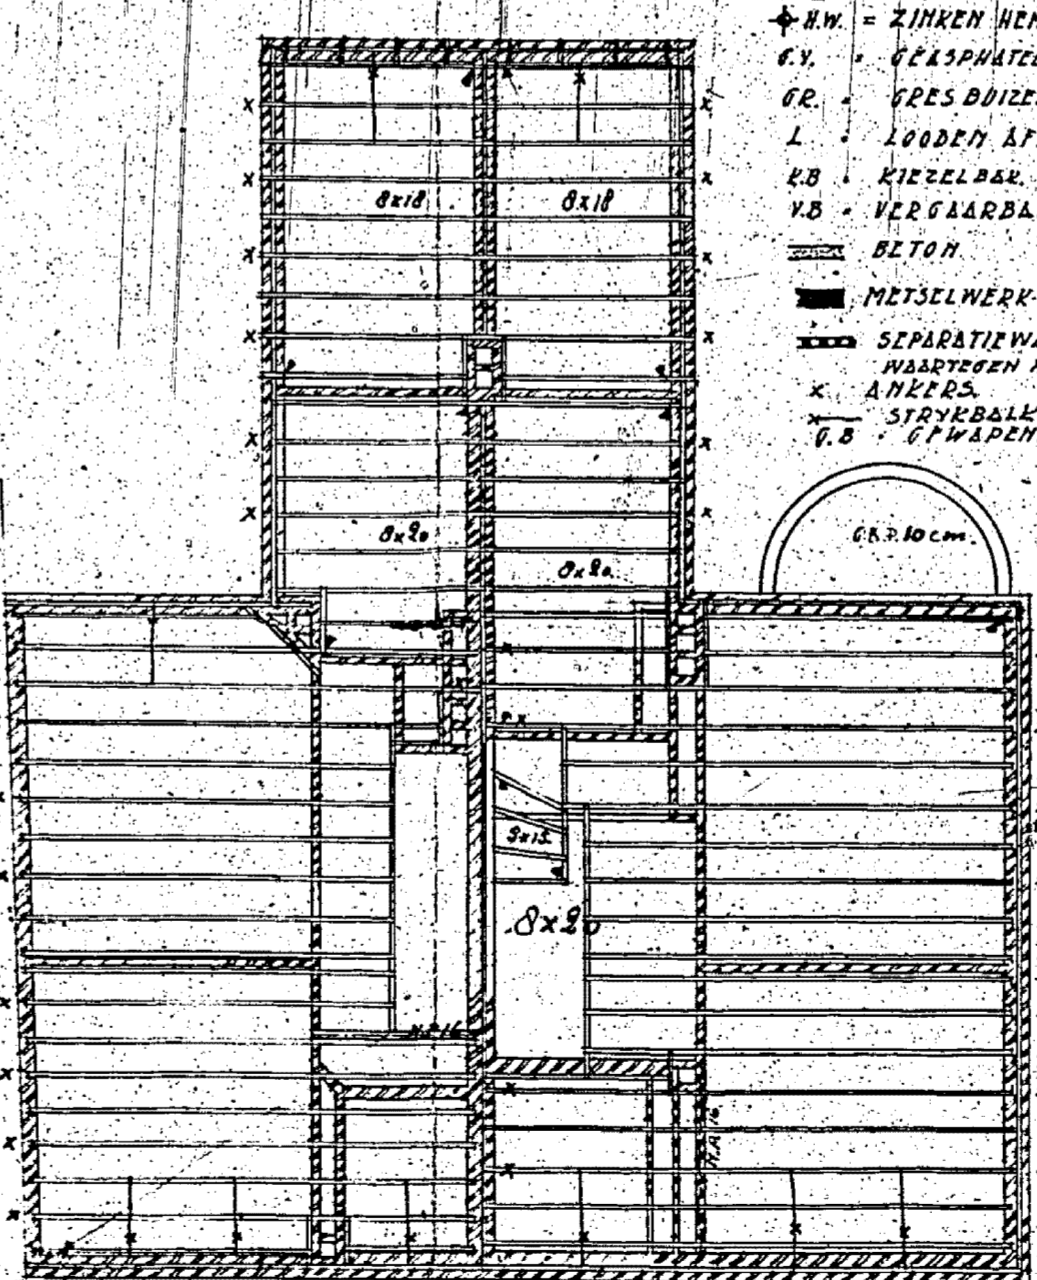 H.W. = ZINKEN HEM
G.Y. = GEASPHATEE
GR. = GRES BUIZE
L = LOODEN AF
K.B = KIEZELBAK.
V.B = VERGAARBA
BETON
METSELWERK-
SEPARATIEWA
WAARTEGEN
x ANKERS.
STRYKBALK
G.B GEWAPEN
8x18
8x18
8x20
8x20
G.B.P. 10 cm.
8x20
N.P. 16